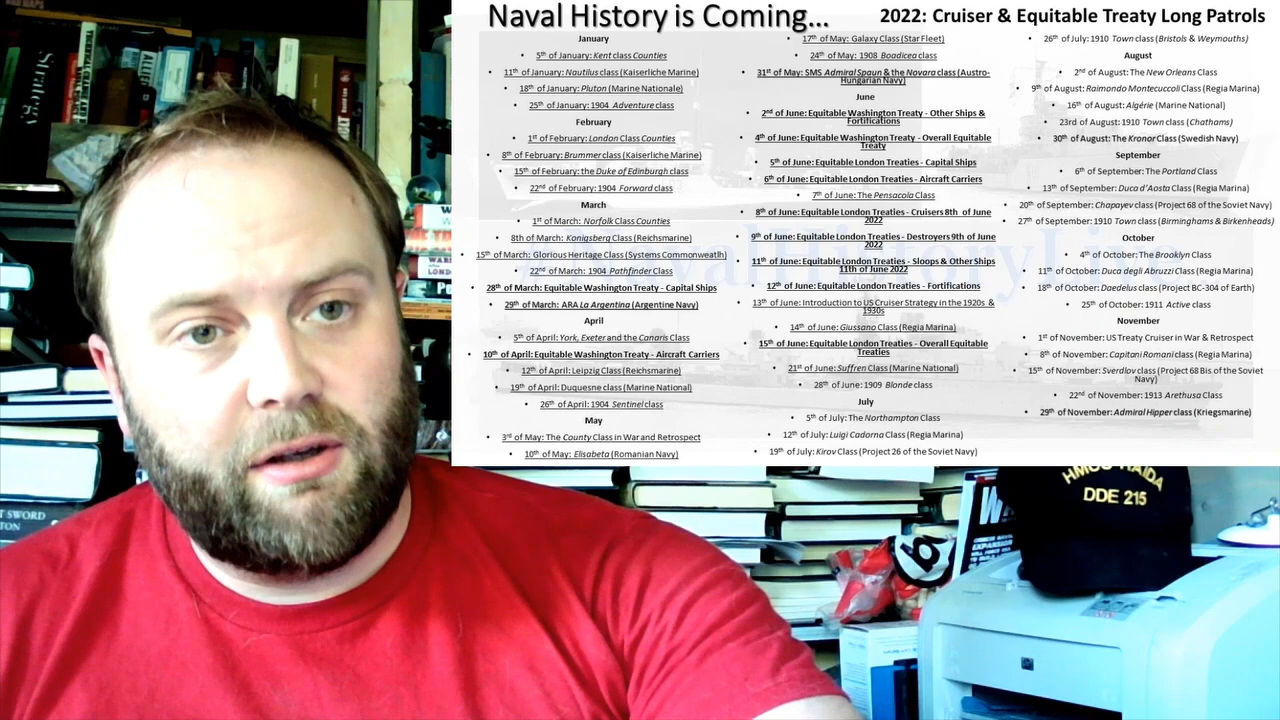 Naval History is Coming...
2022: Cruiser & Equitable Treaty Long Patrols
January
• 5th of January: Kent class Counties
• 11th of January: Nautilus class (Kaiserliche Marine)
• 18th of January: Pluton (Marine Nationale)
• 25th of January: 1904 Adventure class
February
• 1st of February: London Class Counties
• 8th of February: Brummer class (Kaiserliche Marine)
• 15th of February: the Duke of Edinburgh class
• 22nd of February: 1904 Forward class
March
• 1st of March: Norfolk Class Counties
• 8th of March: Konigsberg Class (Reichsmarine)
• 15th of March: Glorious Heritage Class (Systems Commonweatlh)
• 22nd of March: 1904 Pathfinder Class
• 28th of March: Equitable Washington Treaty - Capital Ships
• 29th of March: ARA La Argentina (Argentine Navy)
April
• 5th of April: York, Exeter and the Canaris Class
• 10th of April: Equitable Washington Treaty - Aircraft Carriers
• 12th of April: Leipzig Class (Reichsmarine)
• 19th of April: Duquesne class (Marine National)
• 26th of April: 1904 Sentinel class
May
• 3rd of May: The County Class in War and Retrospect
• 10th of May: Elisabeta (Romanian Navy)
• 17th of May: Galaxy Class (Star Fleet)
• 24th of May: 1908 Boadicea class
• 31st of May: SMS Admiral Spaun & the Novara class (Austro-
Hungarian Navy)
June
• 2nd of June: Equitable Washington Treaty - Other Ships &
Fortifications
• 4th of June: Equitable Washington Treaty - Overall Equitable
Treaty
• 5th of June: Equitable London Treaties - Capital Ships
• 6th of June: Equitable London Treaties - Aircraft Carriers
• 7th of June: The Pensacola Class
• 8th of June: Equitable London Treaties - Cruisers 8th of June
2022
• 9th of June: Equitable London Treaties - Destroyers 9th of June
2022
• 11th of June: Equitable London Treaties - Sloops & Other Ships
11th of June 2022
• 12th of June: Equitable London Treaties - Fortifications
• 13th of June: Introduction to US Cruiser Strategy in the 1920s &
1930s
• 14th of June: Giussano Class (Regia Marina)
• 15th of June: Equitable London Treaties - Overall Equitable
Treaties
• 21st of June: Suffren Class (Marine National)
• 28th of June: 1909 Blonde class
July
• 5th of July: The Northampton Class
• 12th of July: Luigi Cadorna Class (Regia Marina)
• 19th of July: Kirov Class (Project 26 of the Soviet Navy)
• 26th of July: 1910 Town class (Bristols & Weymouths)
August
• 2nd of August: The New Orleans Class
• 9th of August: Raimondo Montecuccoli Class (Regia Marina)
• 16th of August: Algérie (Marine National)
• 23rd of August: 1910 Town class (Chathams)
• 30th of August: The Kronor Class (Swedish Navy)
September
• 6th of September: The Portland Class
• 13th of September: Duca d'Aosta Class (Regia Marina)
• 20th of September: Chapayev class (Project 68 of the Soviet Navy)
• 27th of September: 1910 Town class (Birminghams & Birkenheads)
October
• 4th of October: The Brooklyn Class
• 11th of October: Duca degli Abruzzi Class (Regia Marina)
• 18th of October: Daedelus class (Project BC-304 of Earth)
• 25th of October: 1911 Active class
November
• 1st of November: US Treaty Cruiser in War & Retrospect
• 8th of November: Capitani Romani class (Regia Marina)
• 15th of November: Sverdlov class (Project 68 Bis of the Soviet
Navy)
• 22nd of November: 1913 Arethusa Class
• 29th of November: Admiral Hipper class (Kriegsmarine)
Naval History Live
Strategy
HMCS HAIDA
DDE 215
SWORD
hp